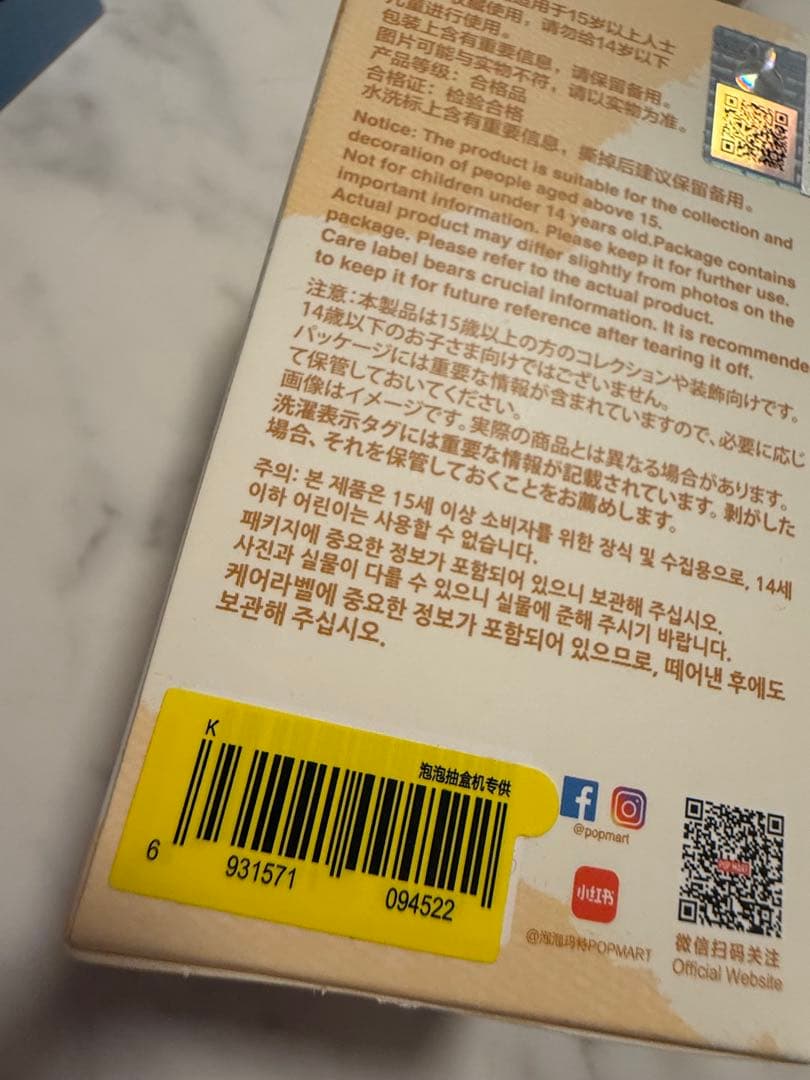 适用于15岁以上人士
收藏使用，请勿给14岁以下
儿童进行使用。
包装上含有重要信息，请保留备用。
图片可能与实物不符，请以实物为准。
产品等级：合格品
合格证：检验合格
水洗标上含有重要信息，撕掉后建议保留备用。
Notice: The product is suitable for the collection and
decoration of people aged above 15.
Not for children under 14 years old.Package contains
important information. Please keep it for further use.
Actual product may differ slightly from photos on the
package. Please refer to the actual product.
Care label bears crucial information. It is recommende
to keep it for future reference after tearing it off.
注意：本製品は15歳以上の方のコレクションや装飾向けです。
14歳以下のお子さま向けではございません。
パッケージには重要な情報が含まれていますので、必要に応じ
て保管しておいてください。
画像はイメージです。実際の商品とは異なる場合があります。
洗濯表示タグには重要な情報が記載されています。剥がした
場合、それを保管しておくことをお薦めします。
주의: 본 제품은 15세 이상 소비자를 위한 장식 및 수집용으로, 14세
이하 어린이는 사용할 수 없습니다.
패키지에 중요한 정보가 포함되어 있으니 보관해 주십시오.
사진과 실물이 다를 수 있으니 실물에 준해 주시기 바랍니다.
케어라벨에 중요한 정보가 포함되어 있으므로, 떼어낸 후에도
보관해 주십시오.
K
泡泡抽盒机专供
6 931571 094522
@popmart
小红书
@泡泡玛特POPMART
POP MART
微信扫码关注
Official Website